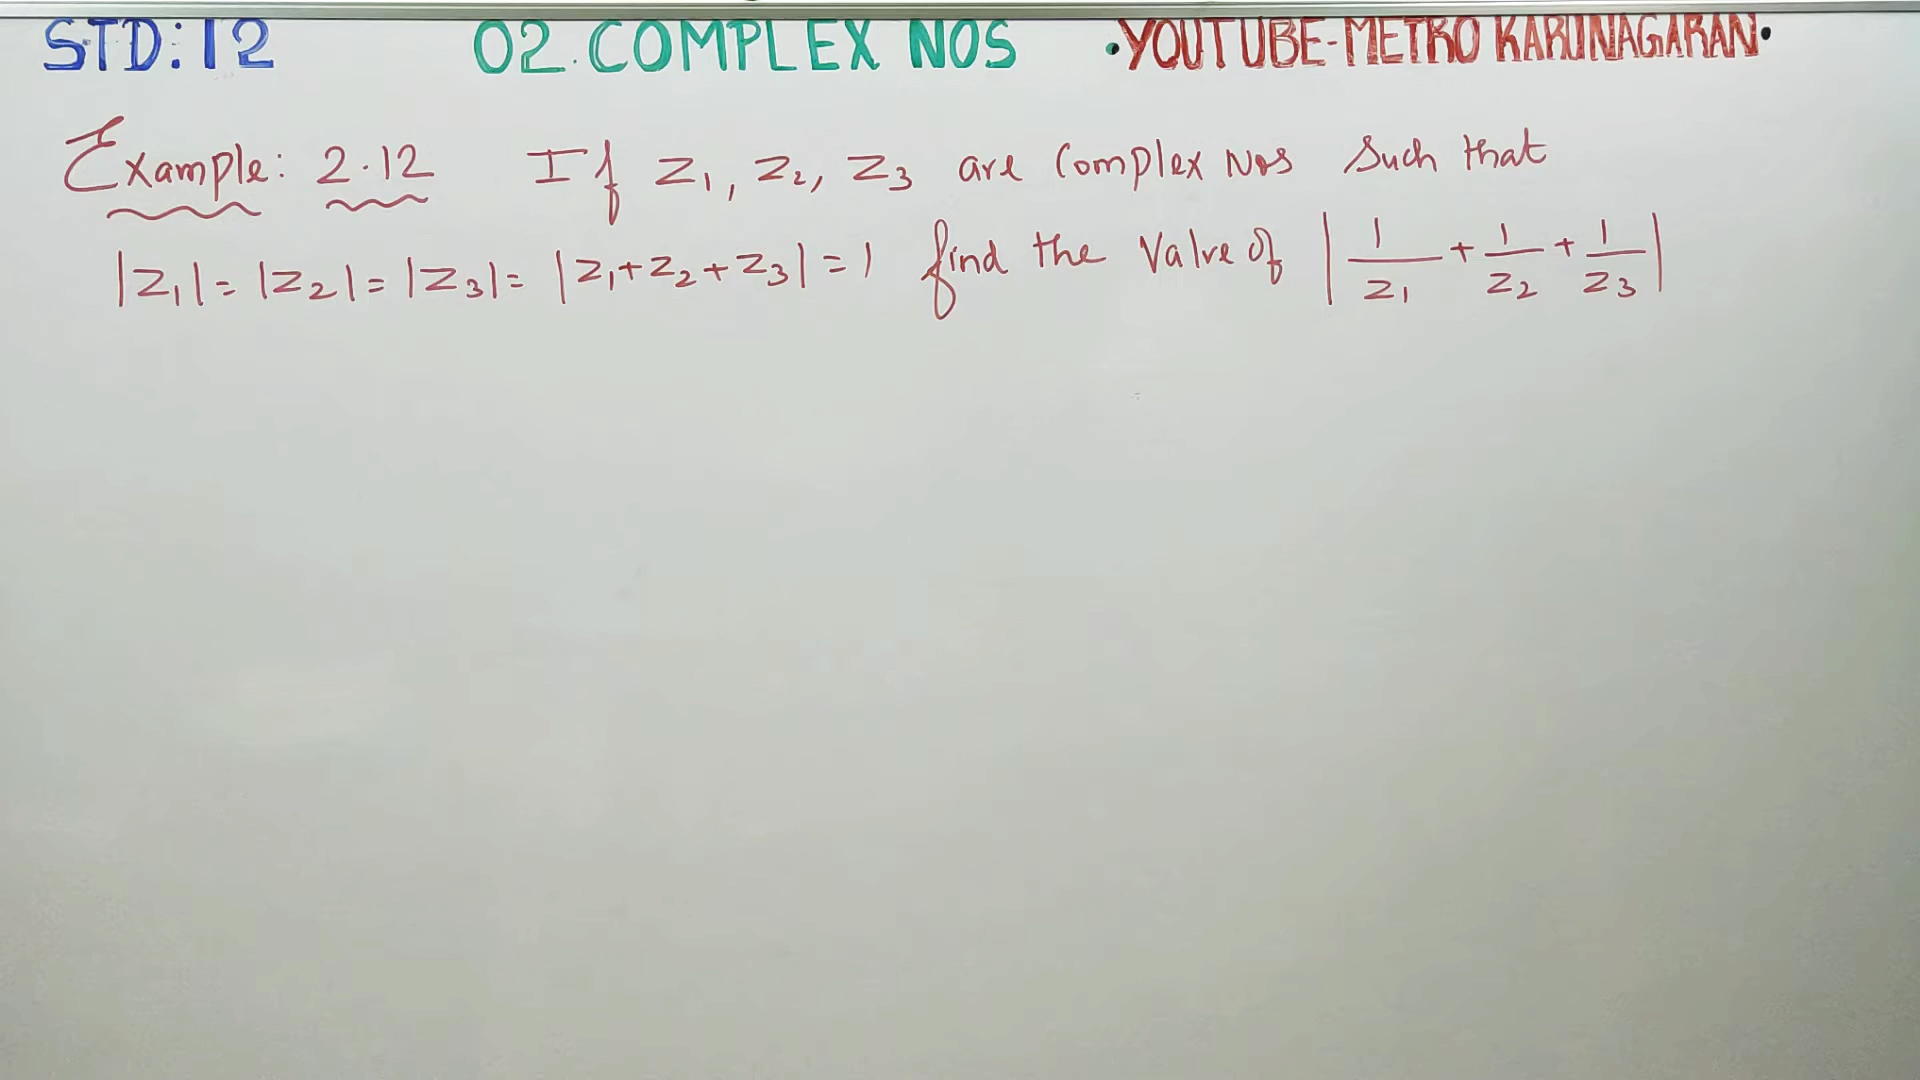 STD:12 02. COMPLEX NOS •YOUTUBE-METRO KARUNAGARAN•
Example: 2.12 If z₁, z₂, z₃ are Complex Nos Such that
|z₁| = |z₂| = |z₃| = |z₁+z₂+z₃| = 1 find the Value of |1/z₁ + 1/z₂ + 1/z₃|